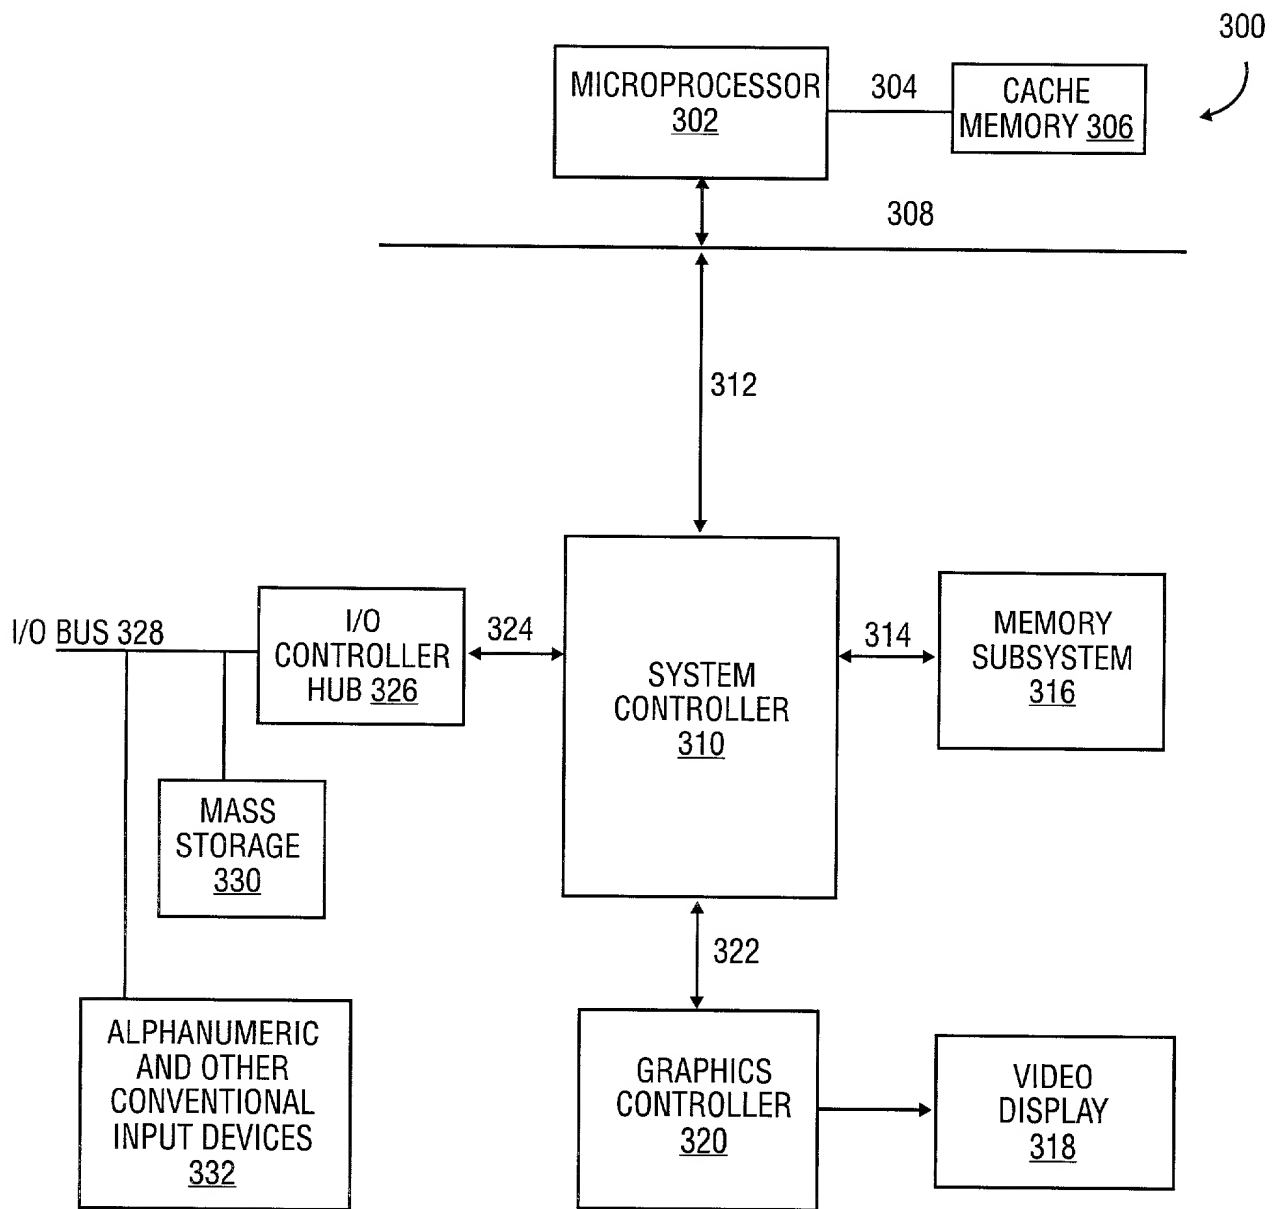 300
MICROPROCESSOR
302
304
CACHE
MEMORY 306
308
312
I/O BUS 328
I/O
CONTROLLER
HUB 326
324
SYSTEM
CONTROLLER
310
314
MEMORY
SUBSYSTEM
316
MASS
STORAGE
330
322
ALPHANUMERIC
AND OTHER
CONVENTIONAL
INPUT DEVICES
332
GRAPHICS
CONTROLLER
320
VIDEO
DISPLAY
318